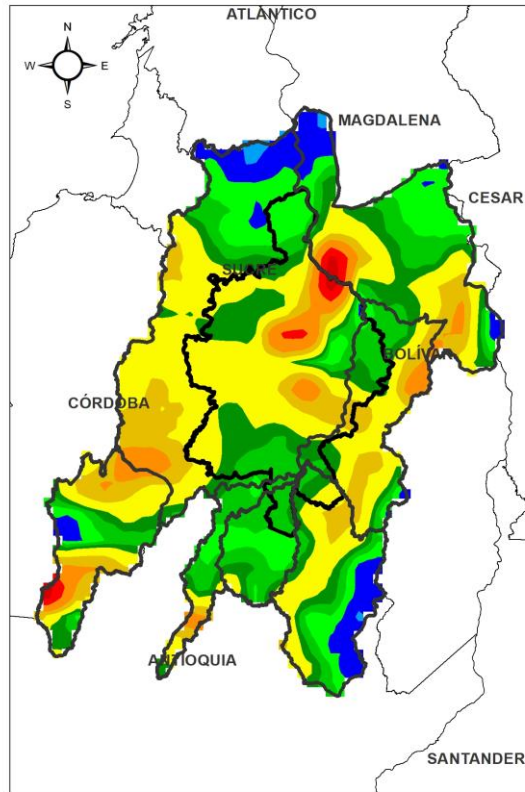 ATLÁNTICO
N
W E
S
MAGDALENA
CESAR
SUCRE
BOLÍVAR
CÓRDOBA
ANTIOQUIA
SANTANDER